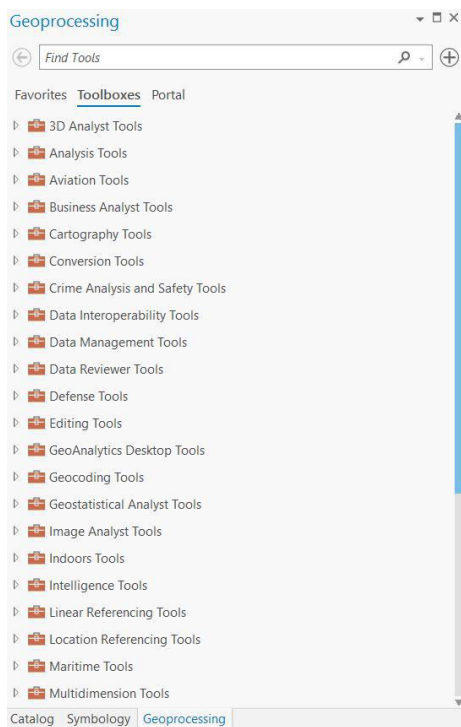 Geoprocessing
Find Tools
Favorites Toolboxes Portal
3D Analyst Tools
Analysis Tools
Aviation Tools
Business Analyst Tools
Cartography Tools
Conversion Tools
Crime Analysis and Safety Tools
Data Interoperability Tools
Data Management Tools
Data Reviewer Tools
Defense Tools
Editing Tools
GeoAnalytics Desktop Tools
Geocoding Tools
Geostatistical Analyst Tools
Image Analyst Tools
Indoors Tools
Intelligence Tools
Linear Referencing Tools
Location Referencing Tools
Maritime Tools
Multidimension Tools
Catalog Symbology Geoprocessing